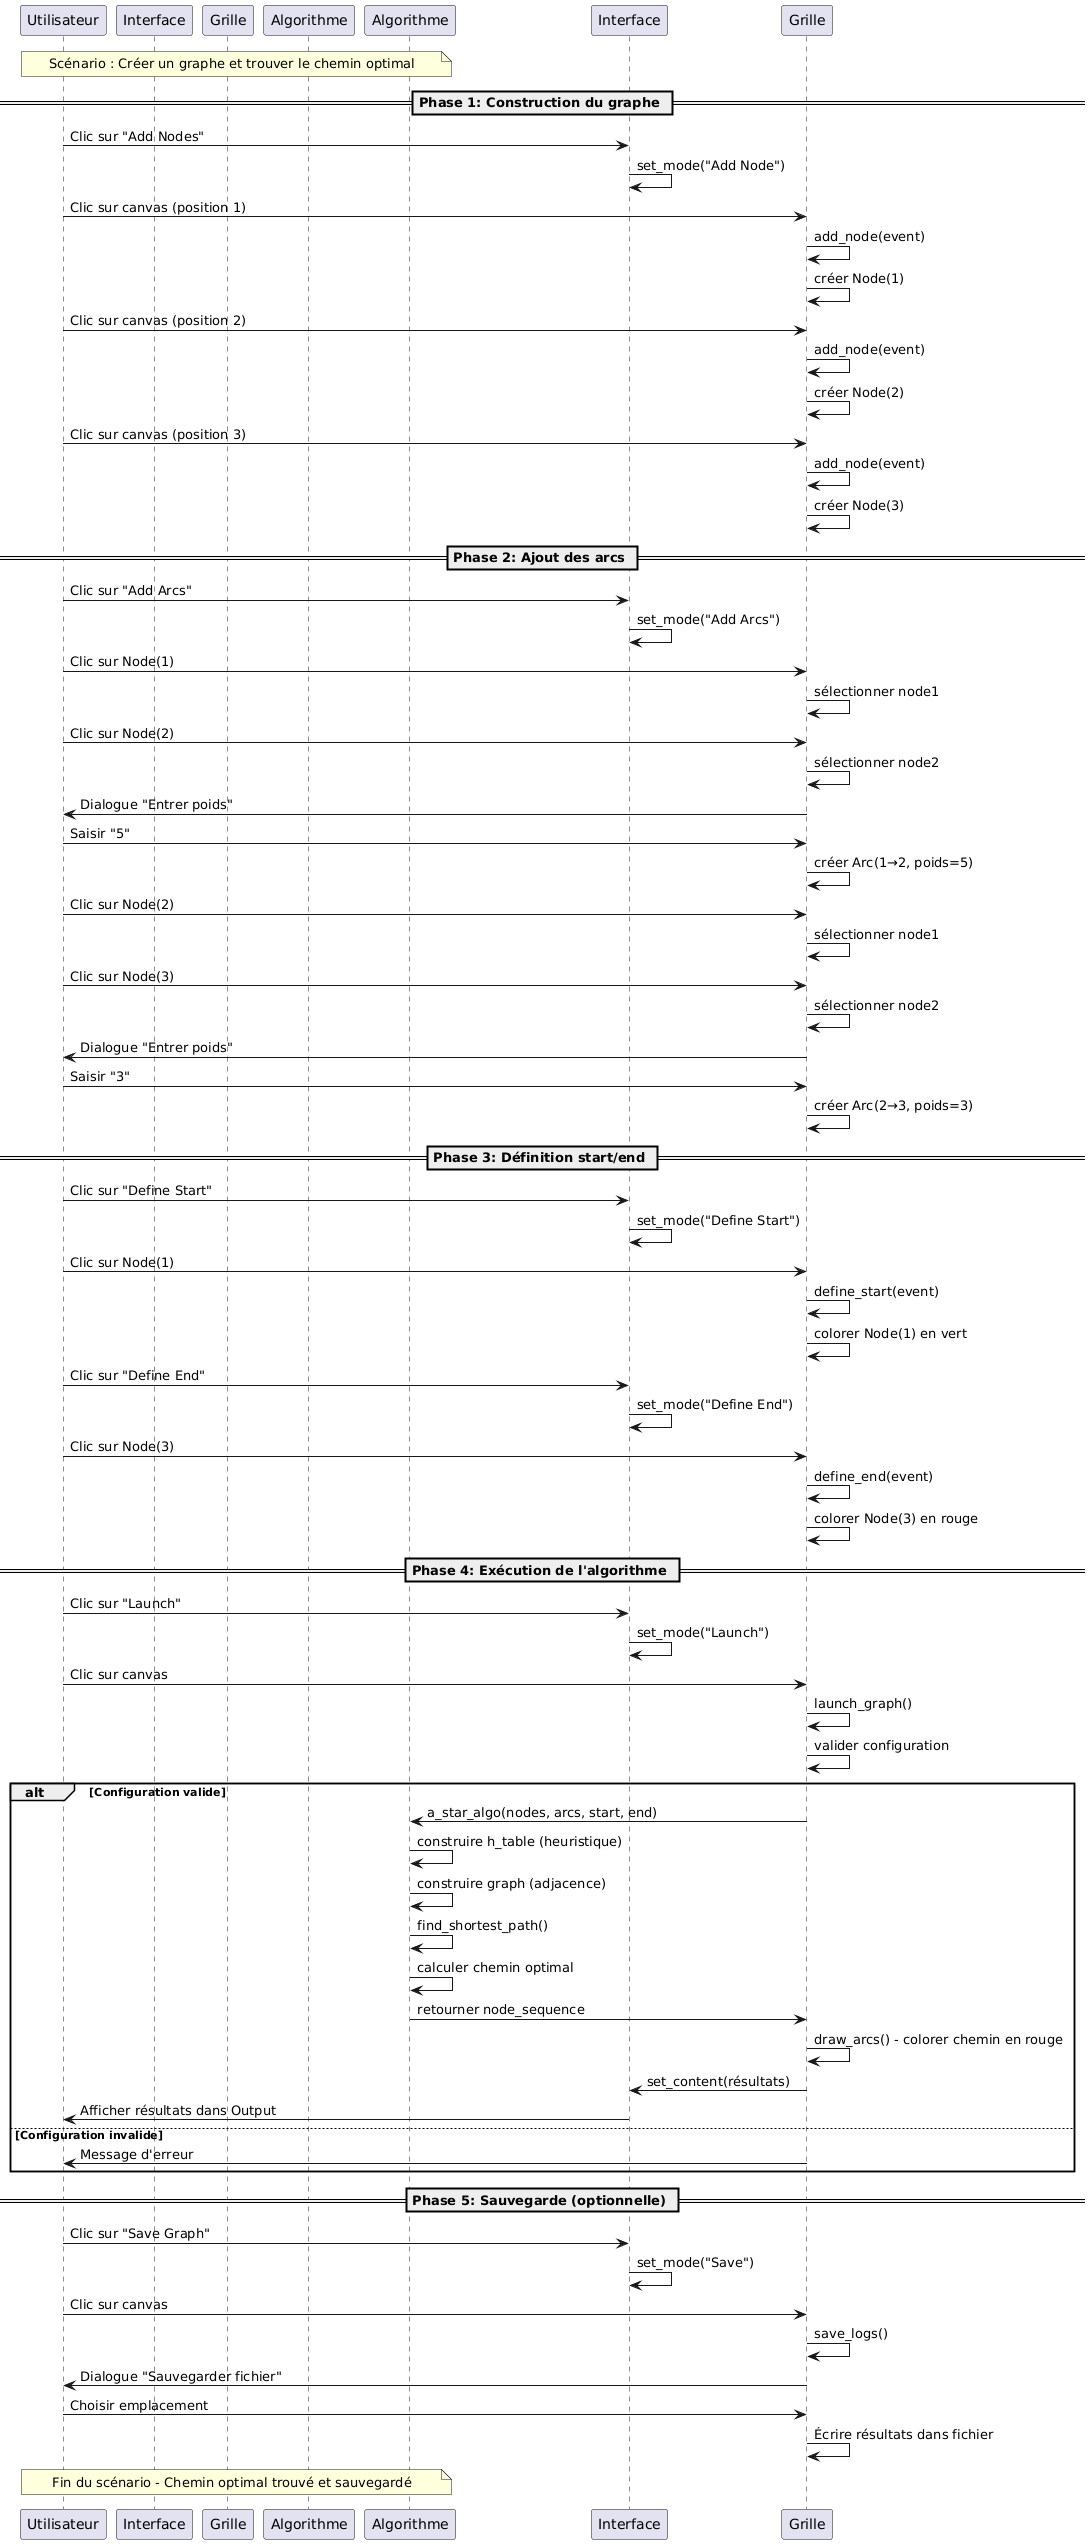 Utilisateur Interface Grille Algorithme Algorithme Interface Grille
Scénario : Créer un graphe et trouver le chemin optimal
Phase 1: Construction du graphe
Clic sur "Add Nodes"
set_mode("Add Node")
Clic sur canvas (position 1)
add_node(event)
créer Node(1)
Clic sur canvas (position 2)
add_node(event)
créer Node(2)
Clic sur canvas (position 3)
add_node(event)
créer Node(3)
Phase 2: Ajout des arcs
Clic sur "Add Arcs"
set_mode("Add Arcs")
Clic sur Node(1)
sélectionner node1
Clic sur Node(2)
sélectionner node2
Dialogue "Entrer poids"
Saisir "5"
créer Arc(1→2, poids=5)
Clic sur Node(2)
sélectionner node1
Clic sur Node(3)
sélectionner node2
Dialogue "Entrer poids"
Saisir "3"
créer Arc(2→3, poids=3)
Phase 3: Définition start/end
Clic sur "Define Start"
set_mode("Define Start")
Clic sur Node(1)
define_start(event)
colorer Node(1) en vert
Clic sur "Define End"
set_mode("Define End")
Clic sur Node(3)
define_end(event)
colorer Node(3) en rouge
Phase 4: Exécution de l'algorithme
Clic sur "Launch"
set_mode("Launch")
Clic sur canvas
launch_graph()
valider configuration
alt [Configuration valide]
a_star_algo(nodes, arcs, start, end)
construire h_table (heuristique)
construire graph (adjacence)
find_shortest_path()
calculer chemin optimal
retourner node_sequence
draw_arcs() - colorer chemin en rouge
set_content(résultats)
Afficher résultats dans Output
[Configuration invalide]
Message d'erreur
Phase 5: Sauvegarde (optionnelle)
Clic sur "Save Graph"
set_mode("Save")
Clic sur canvas
save_logs()
Dialogue "Sauvegarder fichier"
Choisir emplacement
Écrire résultats dans fichier
Fin du scénario - Chemin optimal trouvé et sauvegardé
Utilisateur Interface Grille Algorithme Algorithme Interface Grille